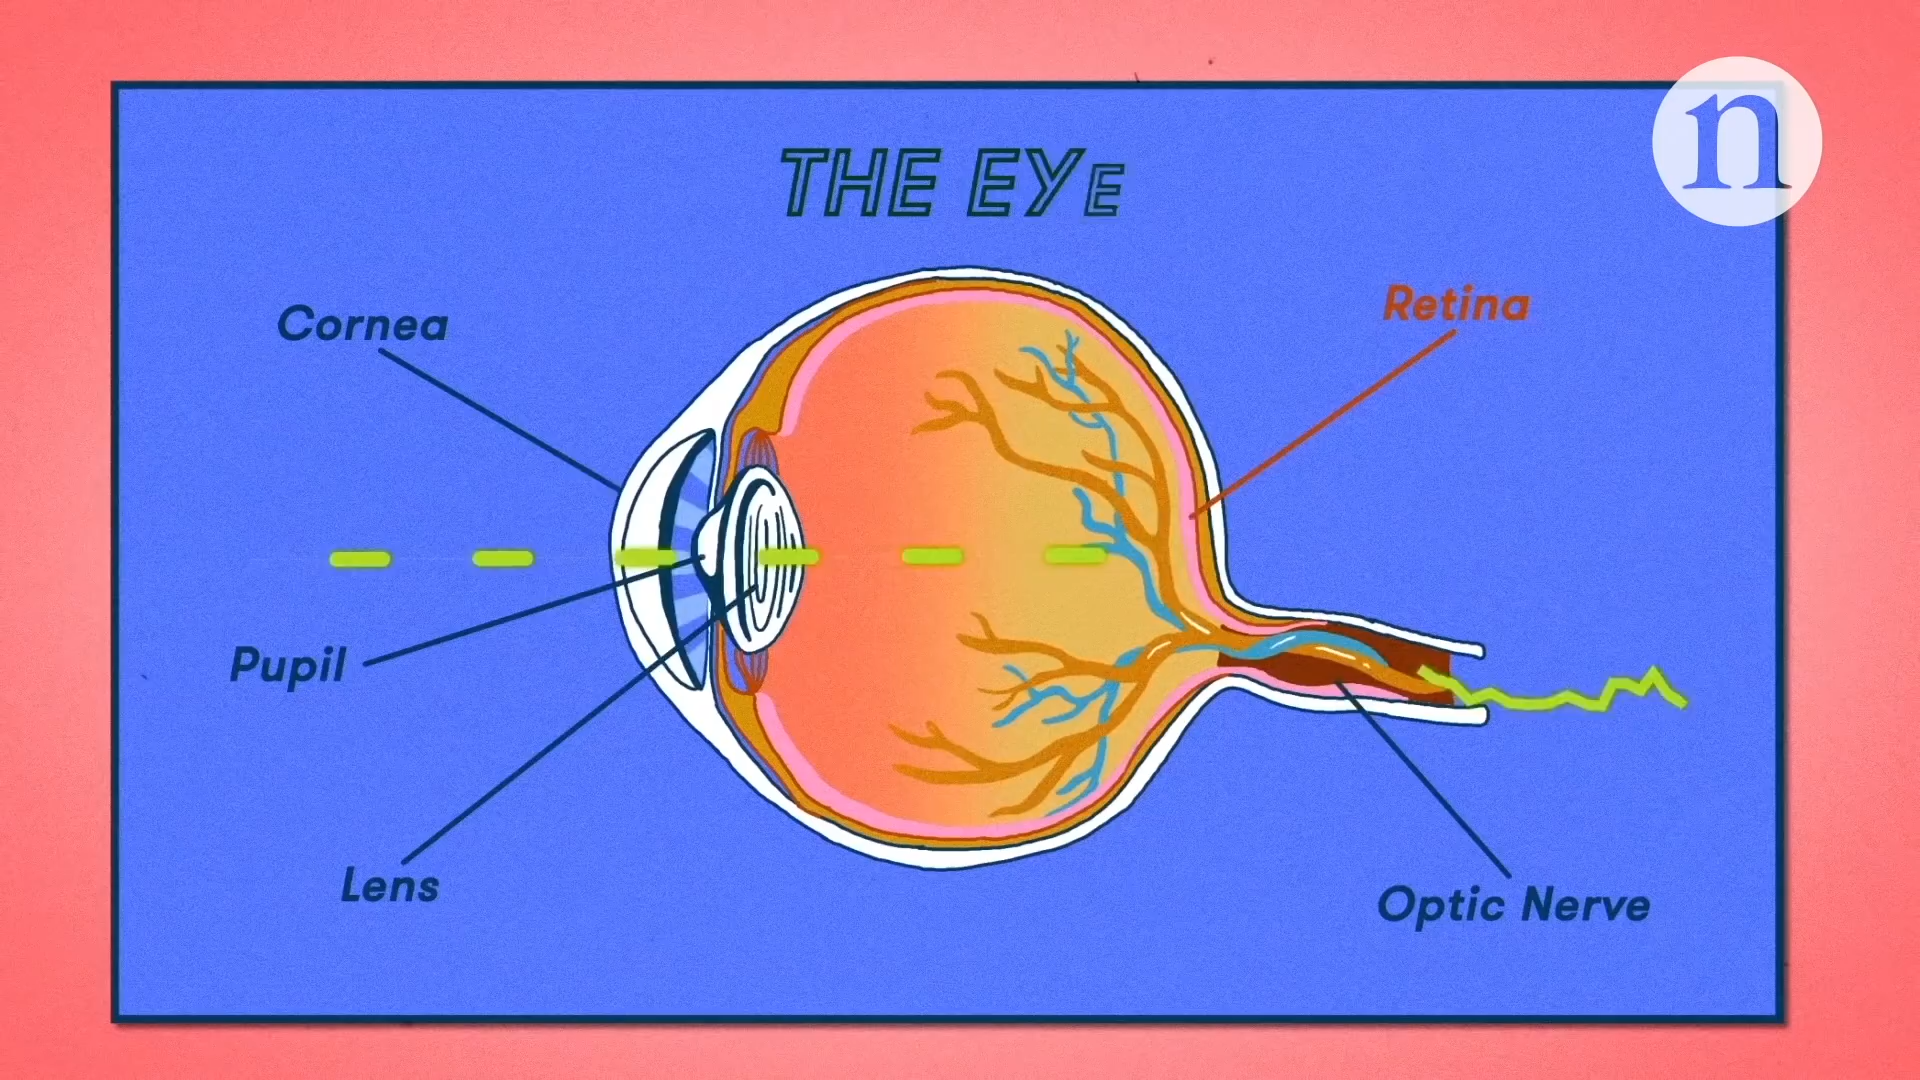 n
THE EYE
Retina
Cornea
Pupil
Lens
Optic Nerve